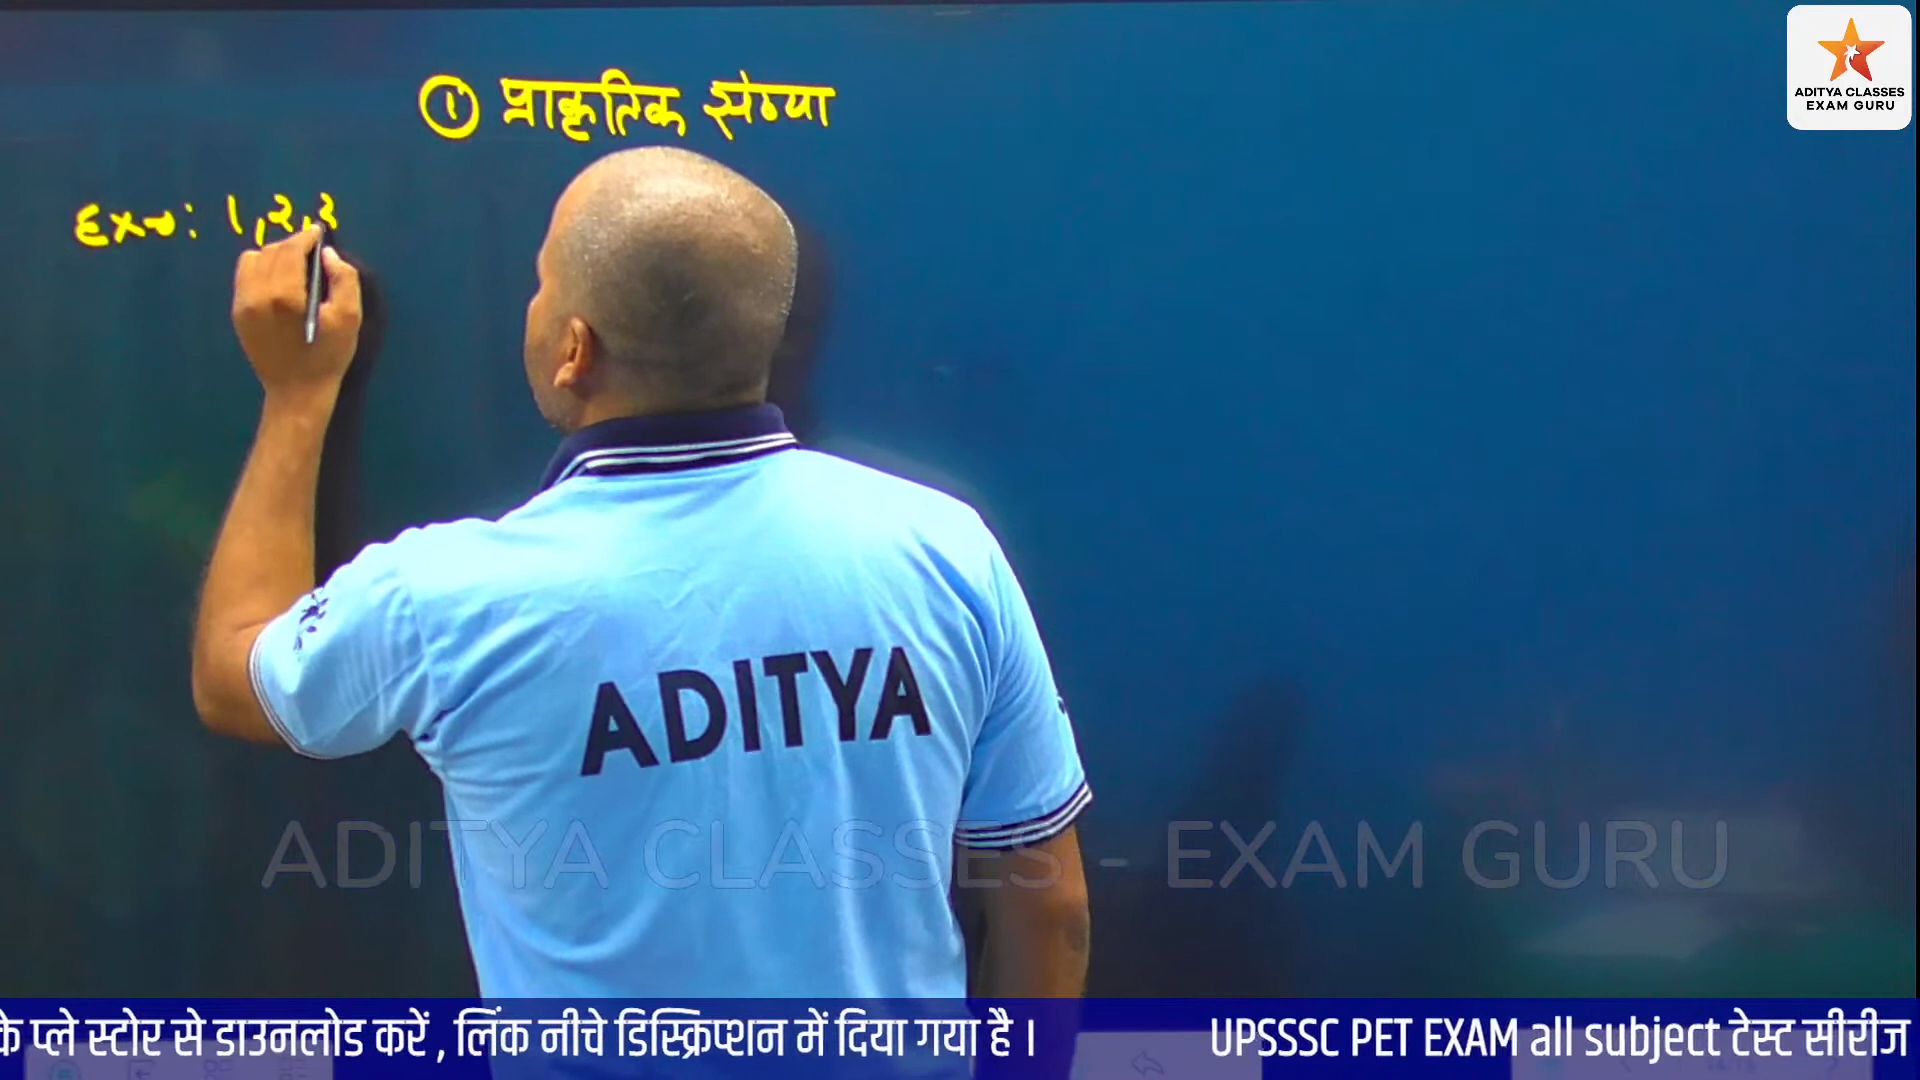 ① प्राकृतिक संख्या
ADITYA CLASSES
EXAM GURU
Ex→: 1,2,3
ADITYA
ADITYA CLASSES - EXAM GURU
के प्ले स्टोर से डाउनलोड करें , लिंक नीचे डिस्क्रिप्शन में दिया गया है । UPSSSC PET EXAM all subject टेस्ट सीरीज